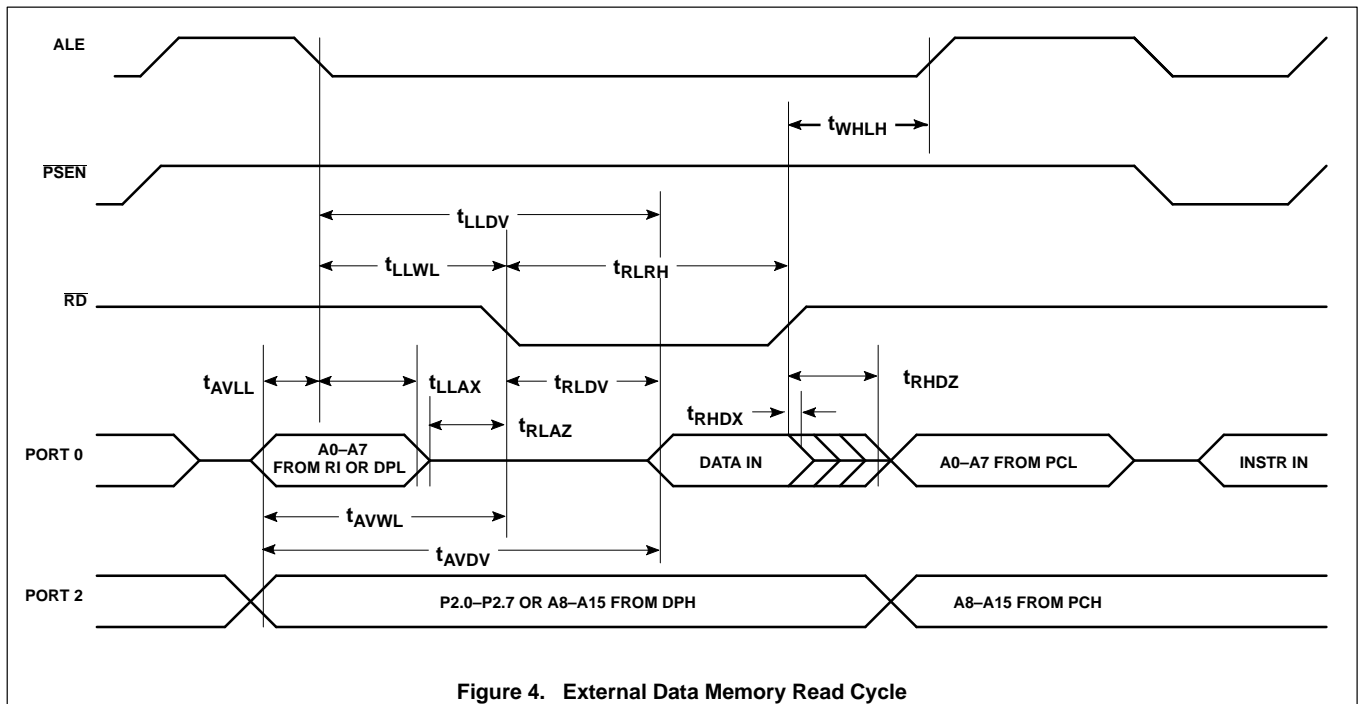 ALE
tWHLH
PSEN
tLLDV
tLLWL
tRLRH
RD
tAVLL
tLLAX
tRLDV
tRHDZ
tRHDX
tRLAZ
PORT 0
A0–A7
FROM RI OR DPL
DATA IN
A0–A7 FROM PCL
INSTR IN
tAVWL
tAVDV
PORT 2
P2.0–P2.7 OR A8–A15 FROM DPH
A8–A15 FROM PCH
Figure 4. External Data Memory Read Cycle